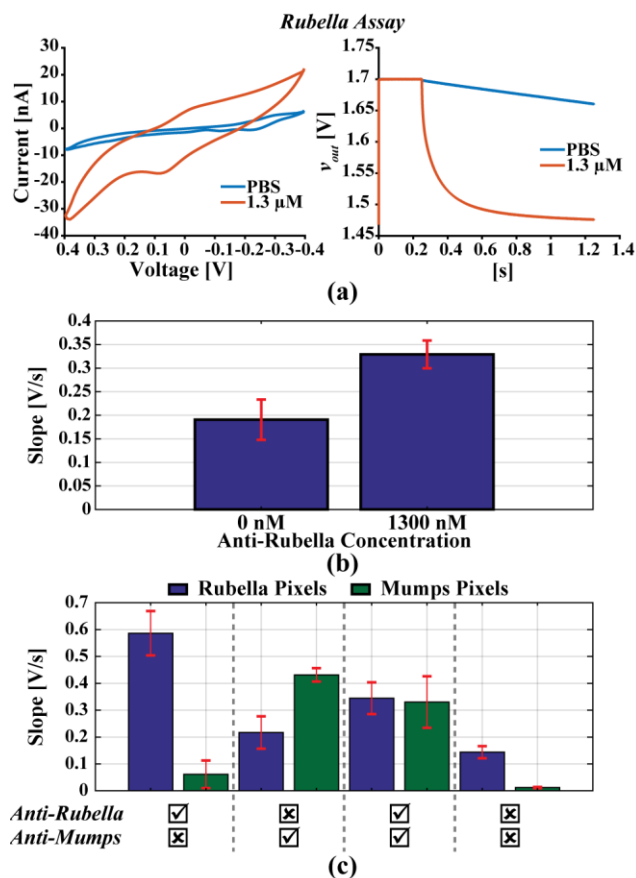 Rubella Assay
30
20
10
0
-10
-20
-30
-40
Current [nA]
PBS
1.3 µM
0.4 0.3 0.2 0.1 0 -0.1 -0.2 -0.3 -0.4
Voltage [V]
1.7
1.65
1.6
1.55
1.5
1.45
v_out [V]
PBS
1.3 µM
0 0.2 0.4 0.6 0.8 1 1.2 1.4
[s]
(a)
0.4
0.35
0.3
0.25
0.2
0.15
0.1
0.05
0
Slope [V/s]
0 nM 1300 nM
Anti-Rubella Concentration
(b)
Rubella Pixels Mumps Pixels
0.7
0.6
0.5
0.4
0.3
0.2
0.1
0
Slope [V/s]
Anti-Rubella
Anti-Mumps
(c)